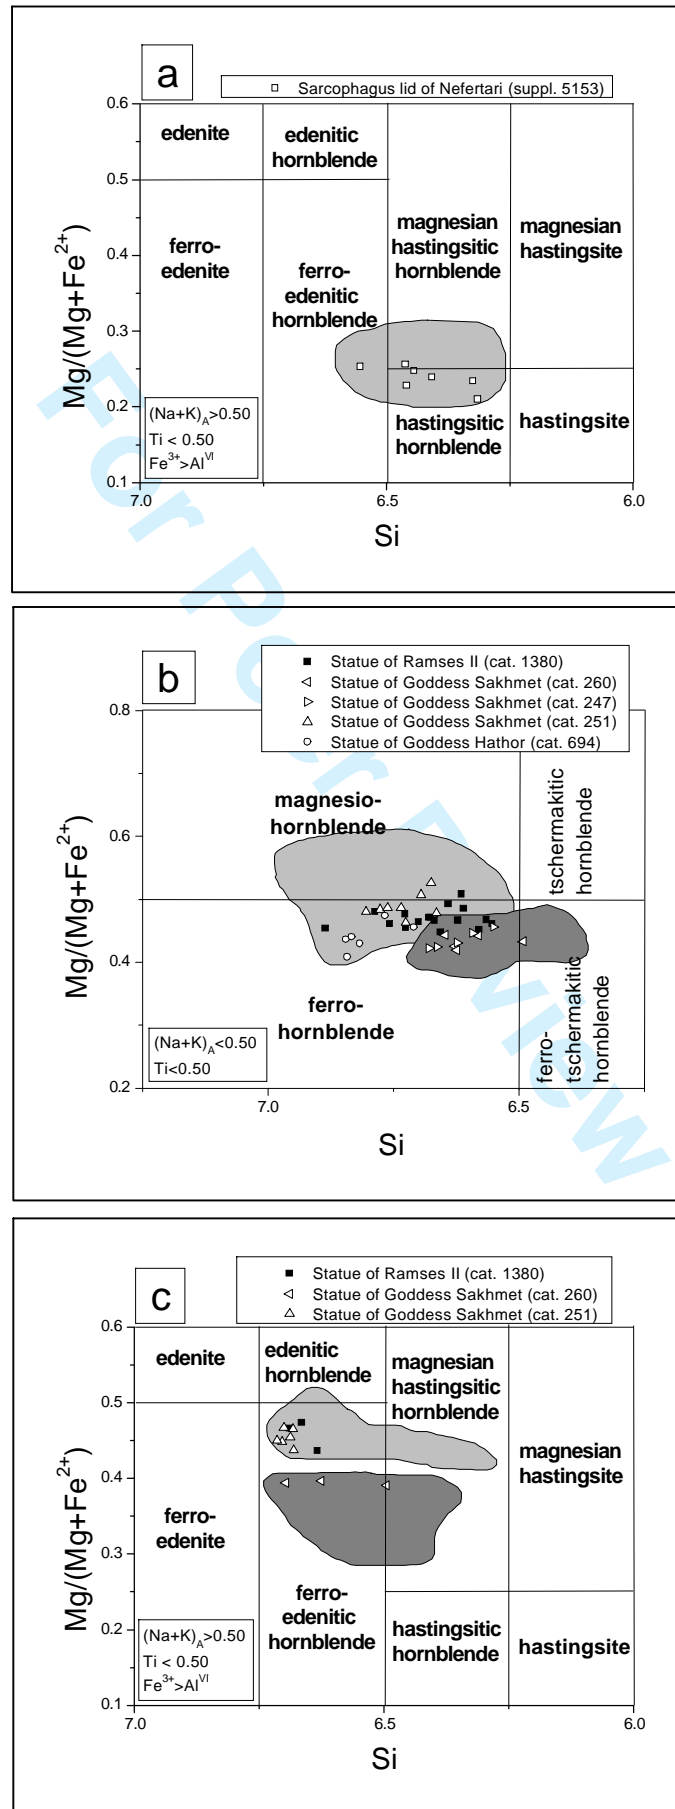 a
Sarcophagus lid of Nefertari (suppl. 5153)
0.6
0.5
0.4
0.3
0.2
0.1
Mg/(Mg+Fe²⁺)
edenite
edenitic
hornblende
ferro-
edenite
ferro-
edenitic
hornblende
magnesian
hastingsitic
hornblende
magnesian
hastingsite
hastingsitic
hornblende
hastingsite
(Na+K)A>0.50
Ti < 0.50
Fe³⁺>Alⱽᴵ
7.0
6.5
6.0
Si
b
Statue of Ramses II (cat. 1380)
Statue of Goddess Sakhmet (cat. 260)
Statue of Goddess Sakhmet (cat. 247)
Statue of Goddess Sakhmet (cat. 251)
Statue of Goddess Hathor (cat. 694)
0.8
0.6
0.4
0.2
Mg/(Mg+Fe²⁺)
magnesio-
hornblende
tschermakitic
hornblende
ferro-
hornblende
ferro-
tschermakitic
hornblende
(Na+K)A<0.50
Ti<0.50
7.0
6.5
Si
c
Statue of Ramses II (cat. 1380)
Statue of Goddess Sakhmet (cat. 260)
Statue of Goddess Sakhmet (cat. 251)
0.6
0.5
0.4
0.3
0.2
0.1
Mg/(Mg+Fe²⁺)
edenite
edenitic
hornblende
magnesian
hastingsitic
hornblende
magnesian
hastingsite
ferro-
edenite
ferro-
edenitic
hornblende
hastingsitic
hornblende
hastingsite
(Na+K)A>0.50
Ti < 0.50
Fe³⁺>Alⱽᴵ
7.0
6.5
6.0
Si
For Peer Review